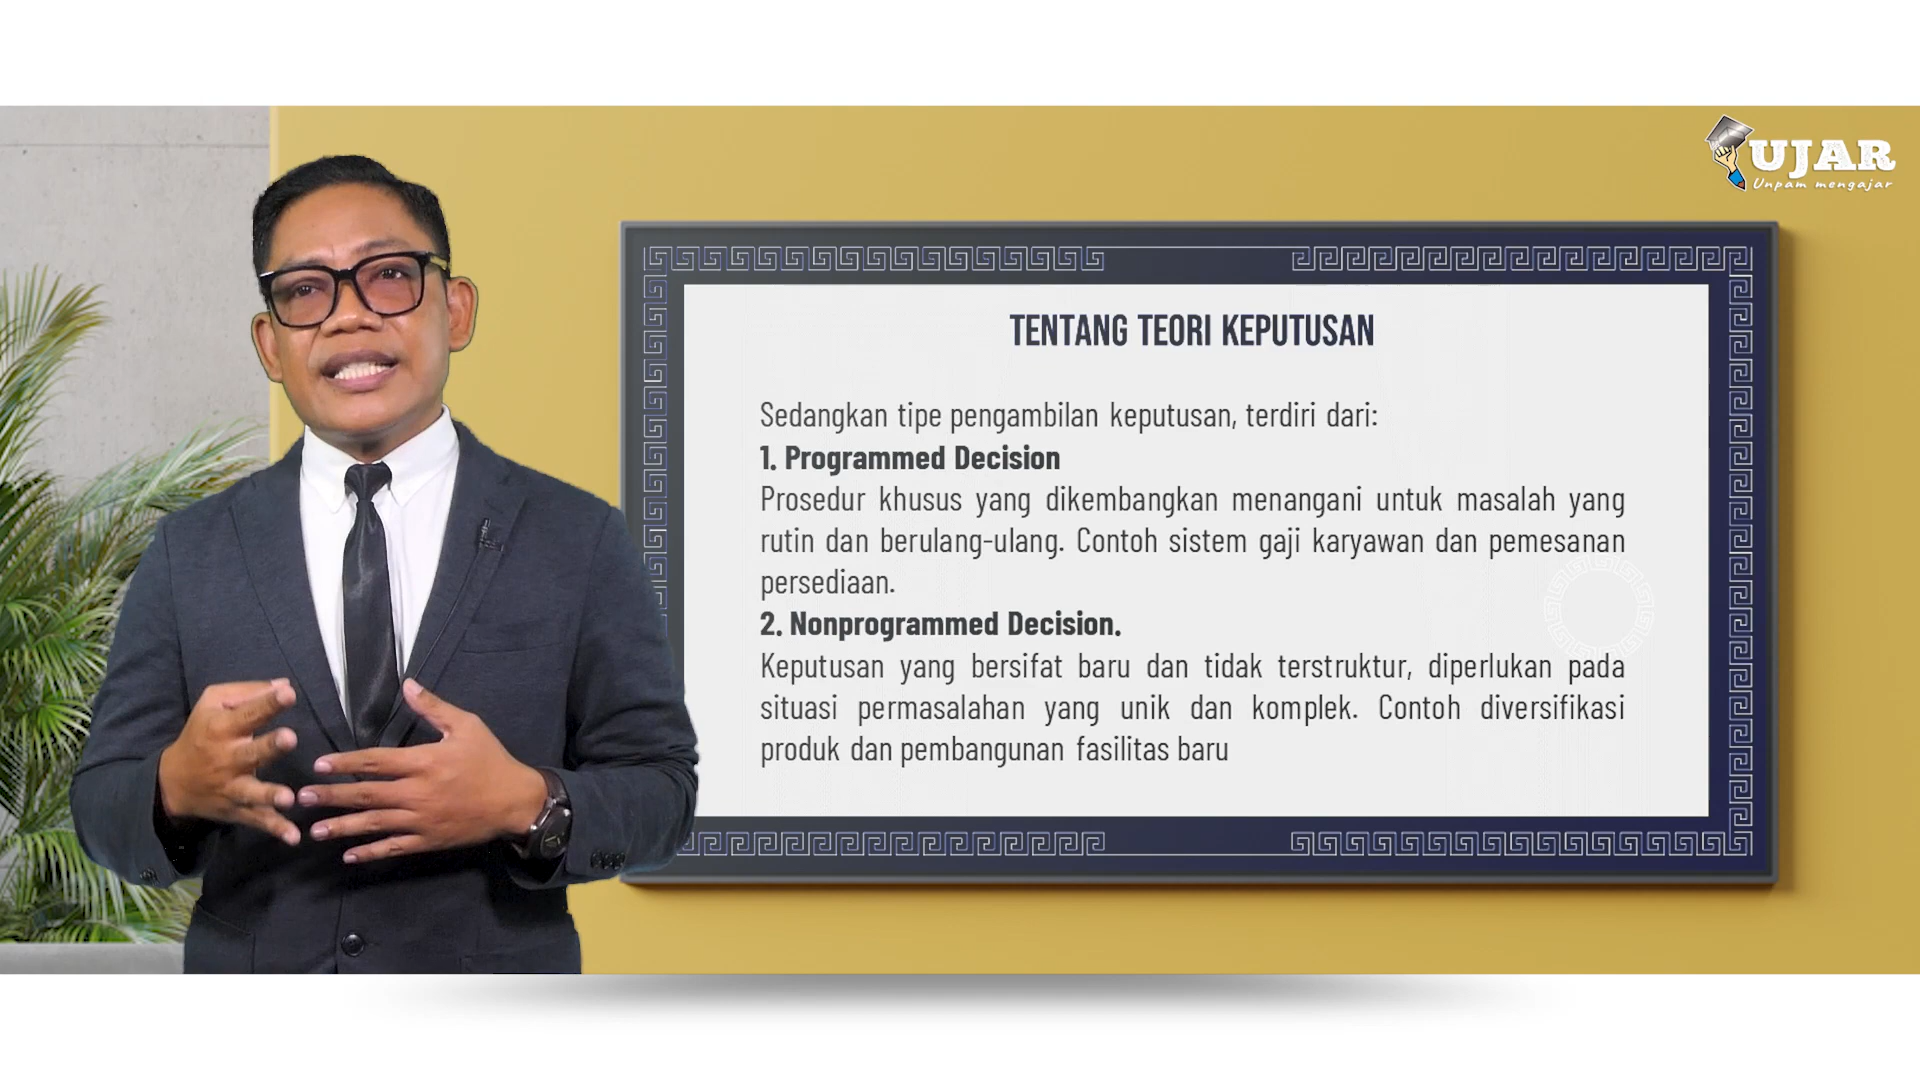 UJAR
Unpam mengajar
TENTANG TEORI KEPUTUSAN
Sedangkan tipe pengambilan keputusan, terdiri dari:
1. Programmed Decision
Prosedur khusus yang dikembangkan menangani untuk masalah yang
rutin dan berulang-ulang. Contoh sistem gaji karyawan dan pemesanan
persediaan.
2. Nonprogrammed Decision.
Keputusan yang bersifat baru dan tidak terstruktur, diperlukan pada
situasi permasalahan yang unik dan komplek. Contoh diversifikasi
produk dan pembangunan fasilitas baru